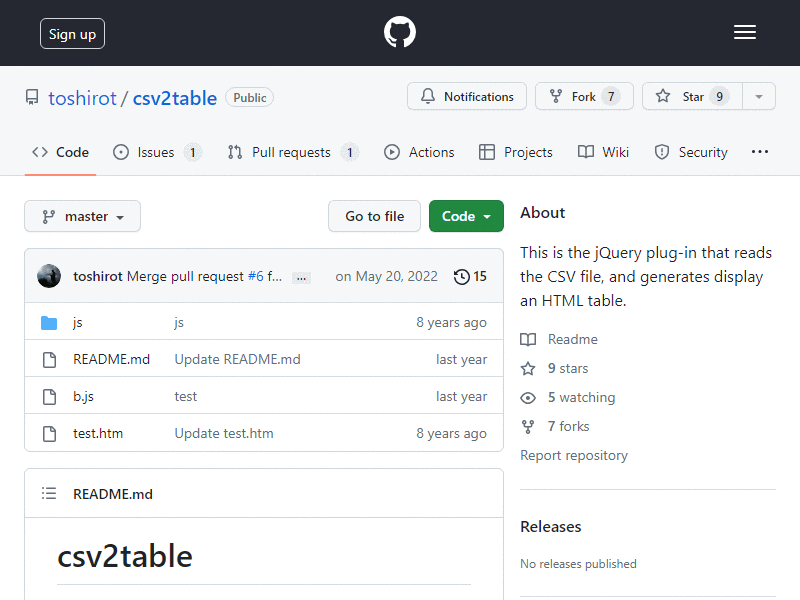 Sign up
toshirot / csv2table Public
Notifications Fork 7 Star 9
Code Issues 1 Pull requests 1 Actions Projects Wiki Security ...
master Go to file Code
toshirot Merge pull request #6 f... ... on May 20, 2022 15
js js 8 years ago
README.md Update README.md last year
b.js test last year
test.htm Update test.htm 8 years ago
README.md
csv2table
About
This is the jQuery plug-in that reads
the CSV file, and generates display
an HTML table.
Readme
9 stars
5 watching
7 forks
Report repository
Releases
No releases published